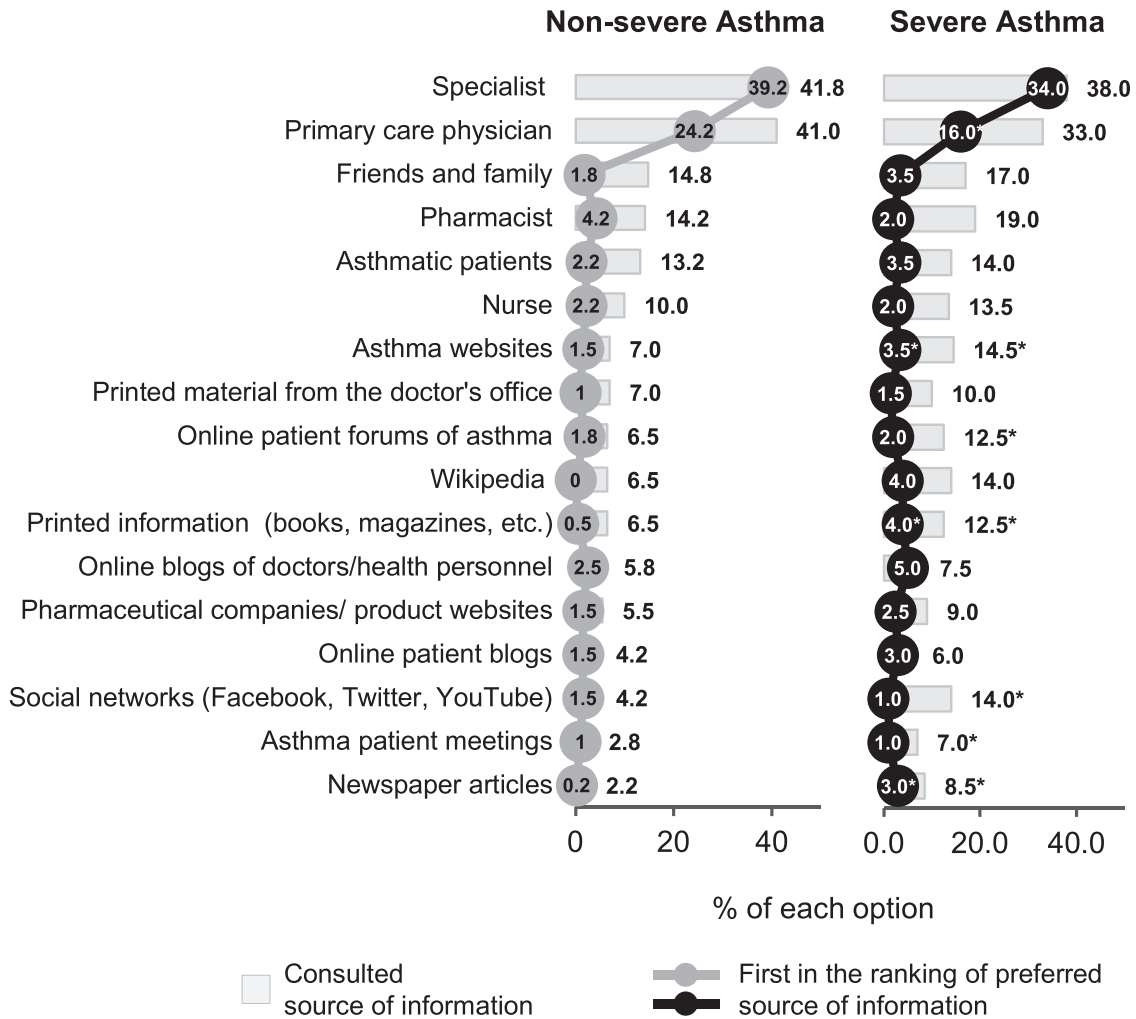 Non-severe Asthma Severe Asthma
Specialist 39.2 41.8 34.0 38.0
Primary care physician 24.2 41.0 16.0* 33.0
Friends and family 1.8 14.8 3.5 17.0
Pharmacist 4.2 14.2 2.0 19.0
Asthmatic patients 2.2 13.2 3.5 14.0
Nurse 2.2 10.0 2.0 13.5
Asthma websites 1.5 7.0 3.5* 14.5*
Printed material from the doctor's office 1 7.0 1.5 10.0
Online patient forums of asthma 1.8 6.5 2.0 12.5*
Wikipedia 0 6.5 4.0 14.0
Printed information (books, magazines, etc.) 0.5 6.5 4.0* 12.5*
Online blogs of doctors/health personnel 2.5 5.8 5.0 7.5
Pharmaceutical companies/ product websites 1.5 5.5 2.5 9.0
Online patient blogs 1.5 4.2 3.0 6.0
Social networks (Facebook, Twitter, YouTube) 1.5 4.2 1.0 14.0*
Asthma patient meetings 1 2.8 1.0 7.0*
Newspaper articles 0.2 2.2 3.0* 8.5*
0 20 40 0.0 20.0 40.0
% of each option
Consulted
source of information
First in the ranking of preferred
source of information